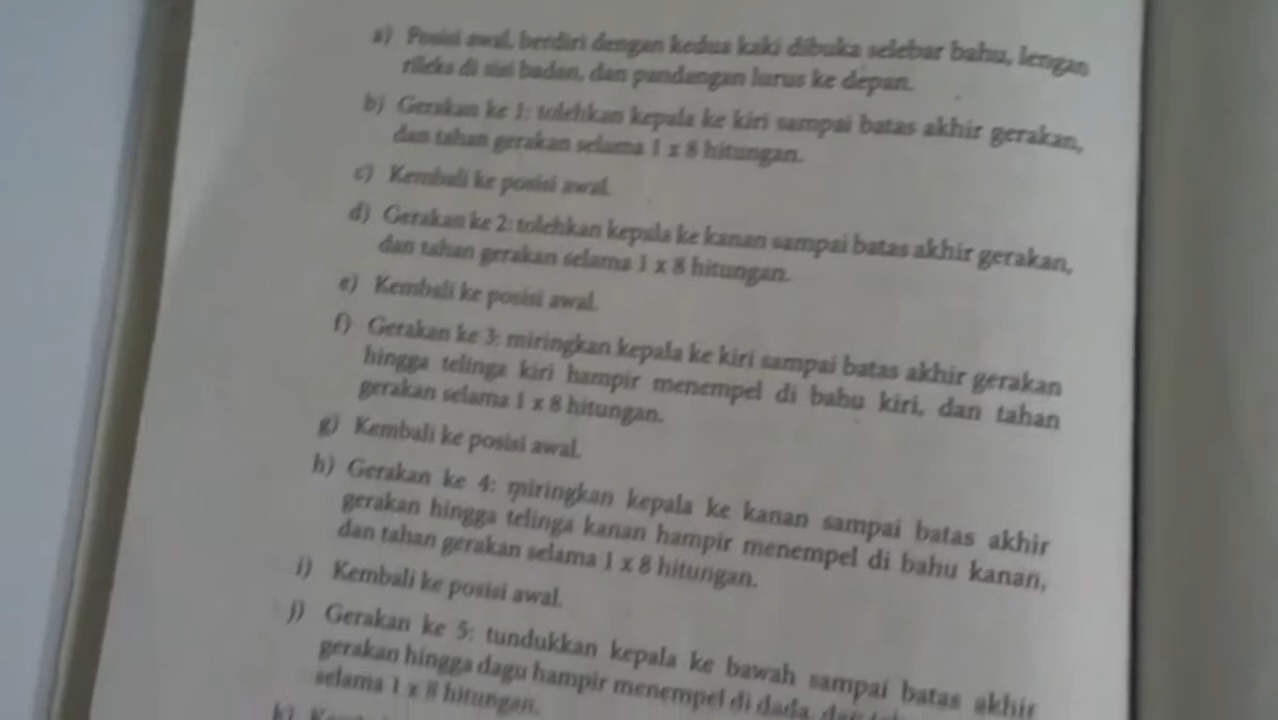 a) Posisi awal, berdiri dengan kedua kaki dibuka selebar bahu, lengan
rileks di sisi badan, dan pandangan lurus ke depan.
b) Gerakan ke 1: tolehkan kepala ke kiri sampai batas akhir gerakan,
dan tahan gerakan selama 1 x 8 hitungan.
c) Kembali ke posisi awal.
d) Gerakan ke 2: tolehkan kepala ke kanan sampai batas akhir gerakan,
dan tahan gerakan selama 1 x 8 hitungan.
e) Kembali ke posisi awal.
f) Gerakan ke 3: miringkan kepala ke kiri sampai batas akhir gerakan
hingga telinga kiri hampir menempel di bahu kiri, dan tahan
gerakan selama 1 x 8 hitungan.
g) Kembali ke posisi awal.
h) Gerakan ke 4: miringkan kepala ke kanan sampai batas akhir
gerakan hingga telinga kanan hampir menempel di bahu kanan,
dan tahan gerakan selama 1 x 8 hitungan.
i) Kembali ke posisi awal.
j) Gerakan ke 5: tundukkan kepala ke bawah sampai batas akhir
gerakan hingga dagu hampir menempel di dada, dan
selama 1 x 8 hitungan.
k)